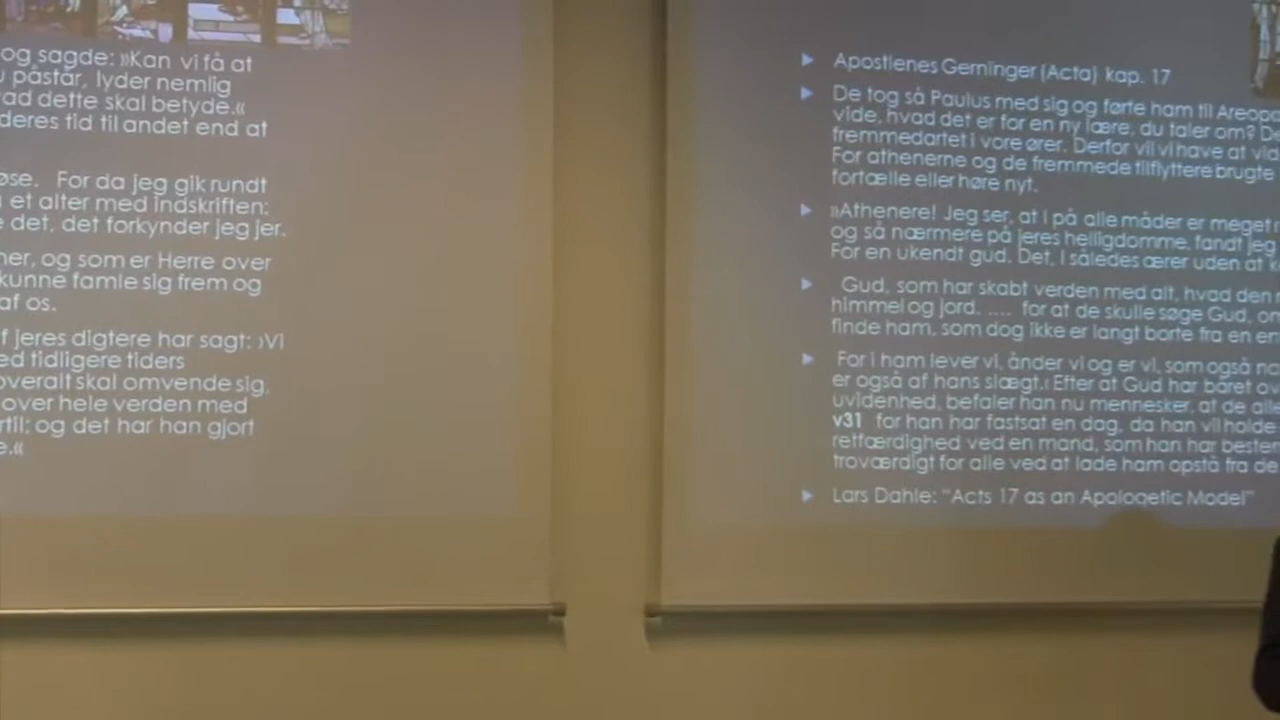 og sagde: »Kan vi få at
påstår, lyder nemlig
ad dette skal betyde.«
deres tid til andet end at
øse. For da jeg gik rundt
et alter med indskriften:
det, det forkynder jeg jer.
ner, og som er Herre over
kunne famle sig frem og
af os.
f jeres digtere har sagt: ›Vi
ed tidligere tiders
overalt skal omvende sig,
over hele verden med
rtil; og det har han gjort
e.«
Apostlenes Gerninger (Acta) kap. 17
De tog så Paulus med sig og førte ham til Areopa
vide, hvad det er for en ny lære, du taler om? D
fremmedartet i vore ører. Derfor vil vi have at vid
For athenerne og de fremmede tilflyttere brugte
fortælle eller høre nyt.
»Athenere! Jeg ser, at I på alle måder er meget r
og så nærmere på jeres helligdomme, fandt jeg
For en ukendt gud. Det, I således ærer uden at k
Gud, som har skabt verden med alt, hvad den r
himmel og jord. .... for at de skulle søge Gud, om
finde ham, som dog ikke er langt borte fra en en
For i ham lever vi, ånder vi og er vi, som også no
er også af hans slægt.‹ Efter at Gud har båret ov
uvidenhed, befaler han nu mennesker, at de alle
v31 for han har fastsat en dag, da han vil holde
retfærdighed ved en mand, som han har bestem
troværdigt for alle ved at lade ham opstå fra de
Lars Dahle: "Acts 17 as an Apologetic Model"